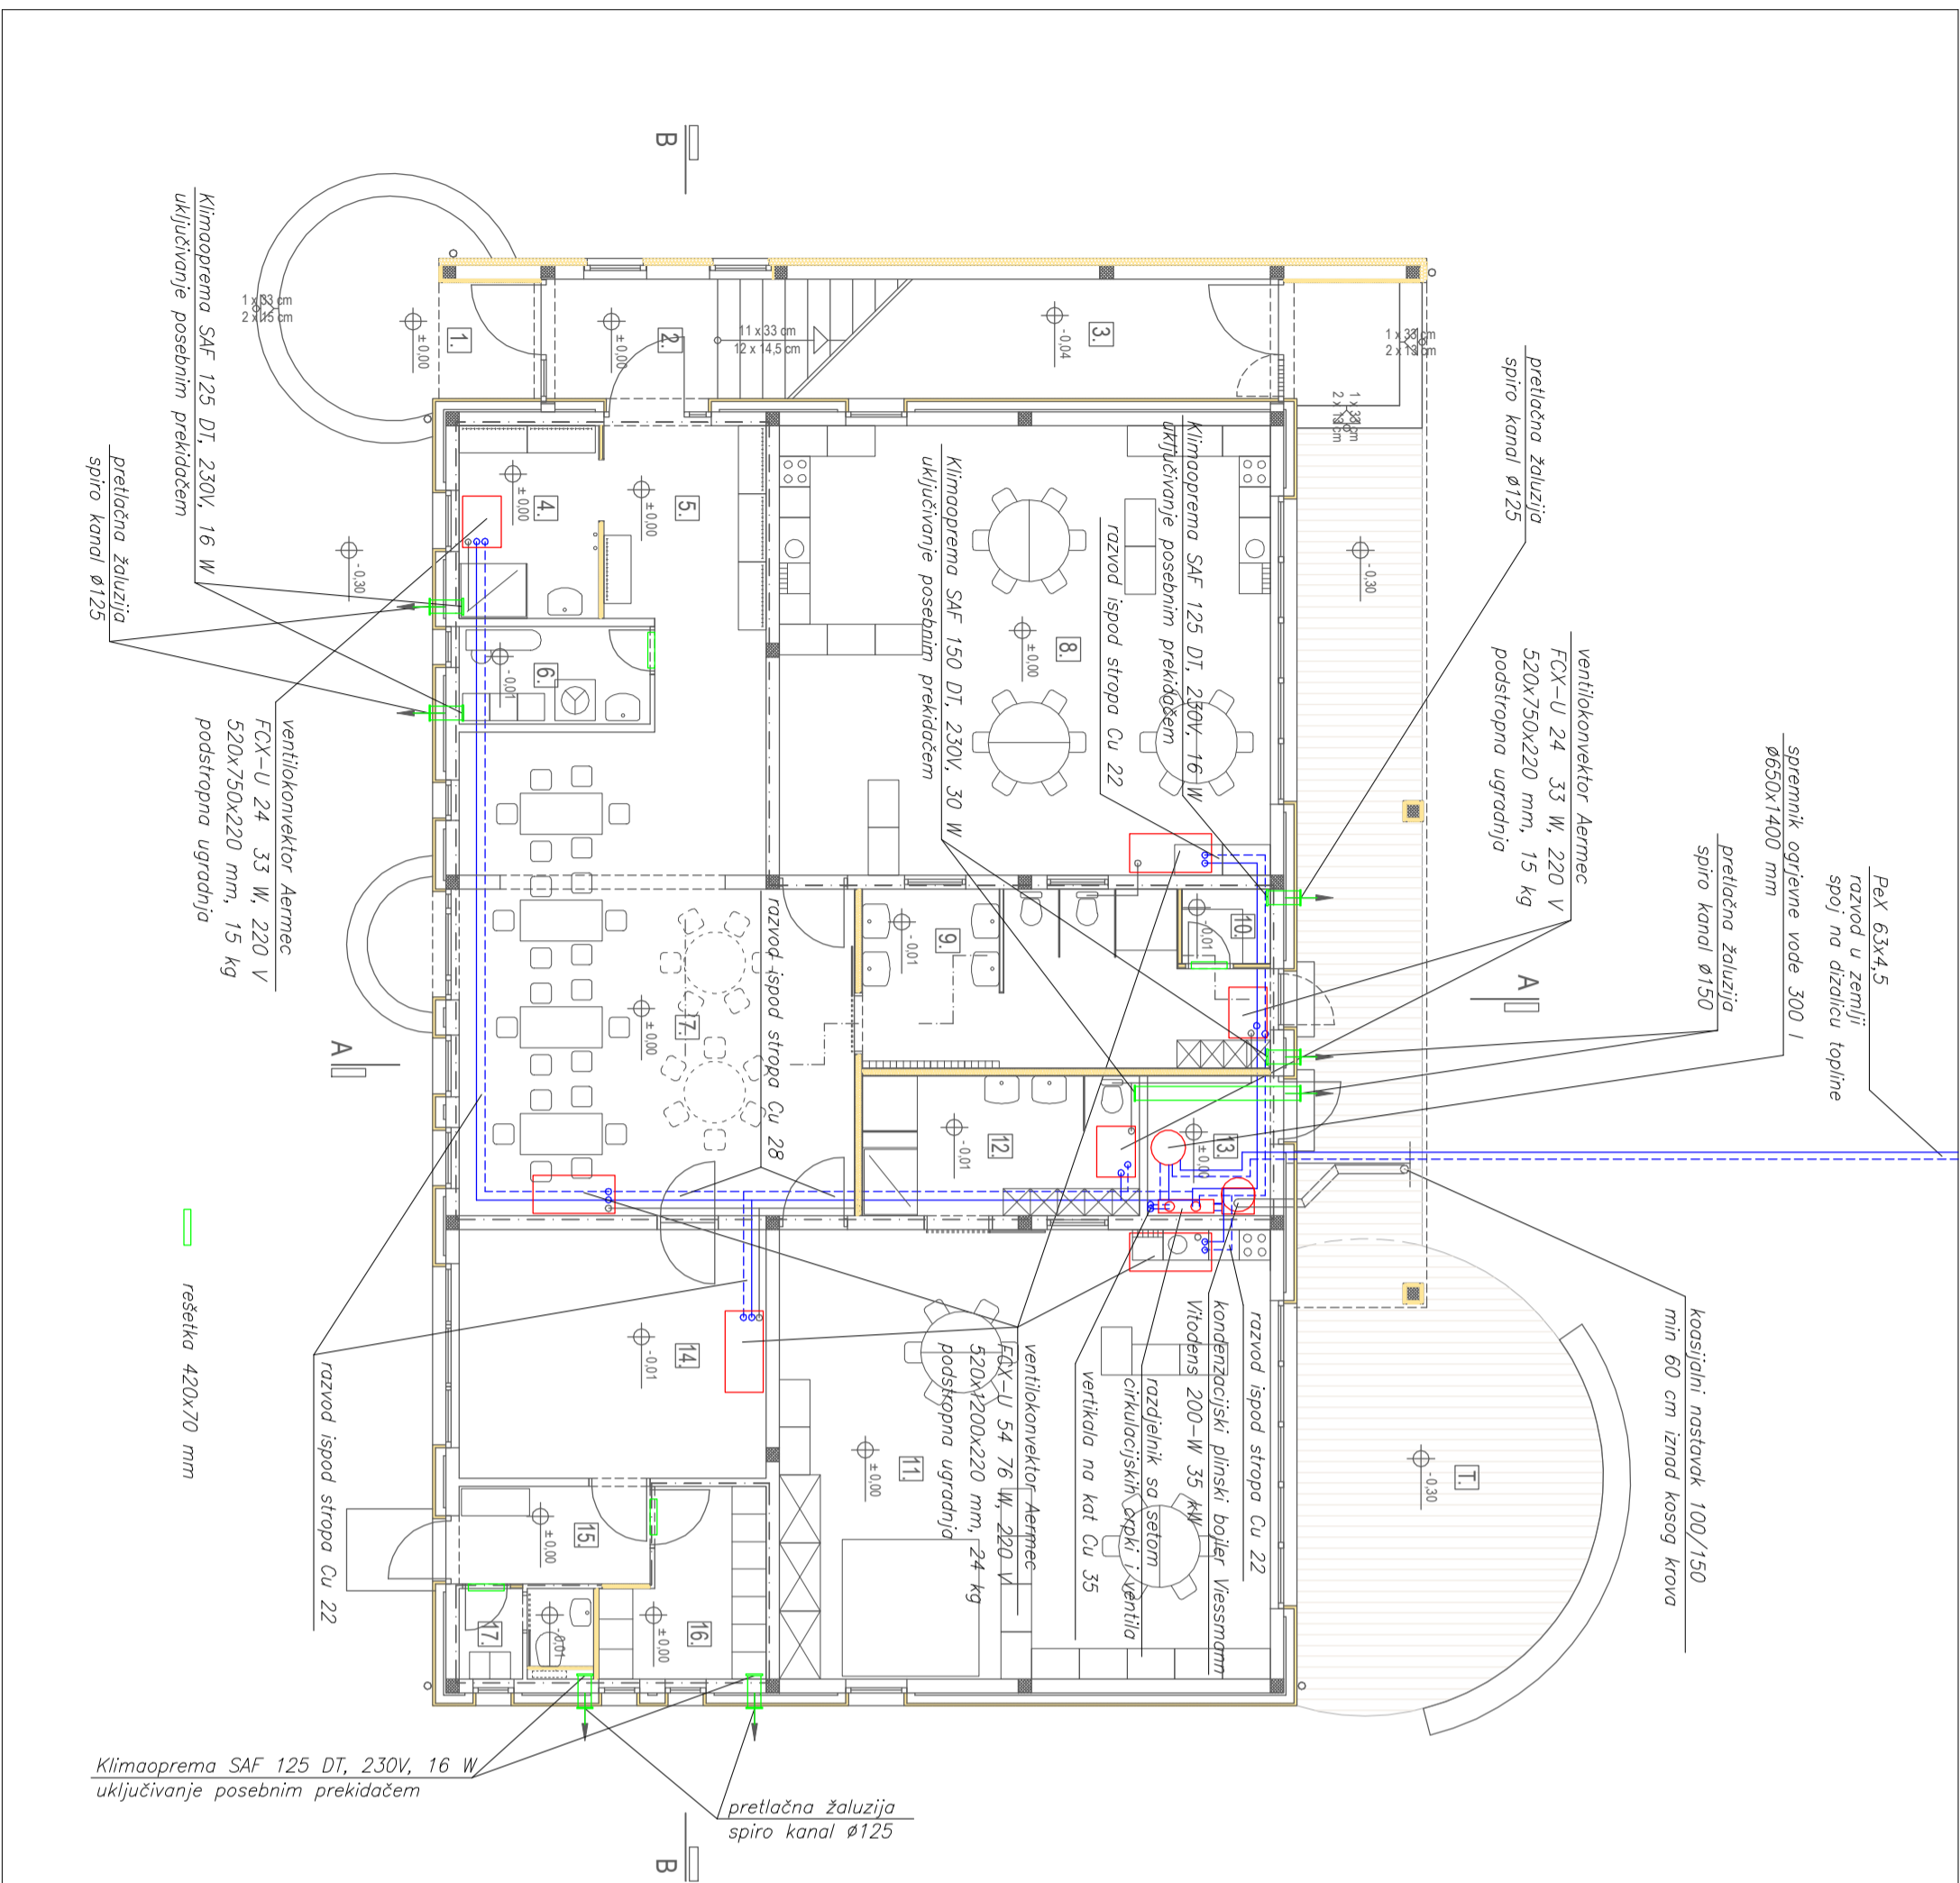 B
Klimaoprema SAF 125 DT, 230V, 16 W
uključivanje posebnim prekidačem
pretlačna žaluzija
spiro kanal ø125
1 x 33 cm
2 x 15 cm
± 0,00
1.
± 0,00
2.
11 x 33 cm
12 x 14,5 cm
- 0,04
3.
1 x 33 cm
2 x 13 cm
1 x 33 cm
2 x 13 cm
pretlačna žaluzija
spiro kanal ø125
ventilokonvektor Aermec
FCX-U 24 33 W, 220 V
520x750x220 mm, 15 kg
podstropna ugradnja
pretlačna žaluzija
spiro kanal ø150
spremnik ogrjevne vode 300 l
ø650x1400 mm
PeX 63x4,5
razvod u zemlji
spoj na dizalicu topline
Klimaoprema SAF 125 DT, 230V, 16 W
uključivanje posebnim prekidačem
razvod ispod stropa Cu 22
Klimaoprema SAF 150 DT, 230V, 30 W
uključivanje posebnim prekidačem
4.
± 0,00
5.
± 0,00
- 0,30
6.
- 0,01
8.
± 0,00
- 0,30
ventilokonvektor Aermec
FCX-U 24 33 W, 220 V
520x750x220 mm, 15 kg
podstropna ugradnja
razvod ispod stropa Cu 28
9.
- 0,01
10.
- 0,01
A
A
7.
± 0,00
12.
- 0,01
13.
± 0,00
koasijalni nastavak 100/150
min 60 cm iznad kosog krova
razvod ispod stropa Cu 22
kondenzacijski plinski bojler Viessmann
Vitodens 200-W 35 kW
razdjelnik sa setom
cirkulacijskih crpki i ventila
vertikala na kat Cu 35
ventilokonvektor Aermec
FCX-U 54 76 W, 220 V
520x1200x220 mm, 24 kg
podstropna ugradnja
14.
- 0,01
11.
± 0,00
T.
- 0,30
razvod ispod stropa Cu 22
rešetka 420x70 mm
15.
± 0,00
16.
± 0,00
17.
- 0,01
Klimaoprema SAF 125 DT, 230V, 16 W
uključivanje posebnim prekidačem
pretlačna žaluzija
spiro kanal ø125
B